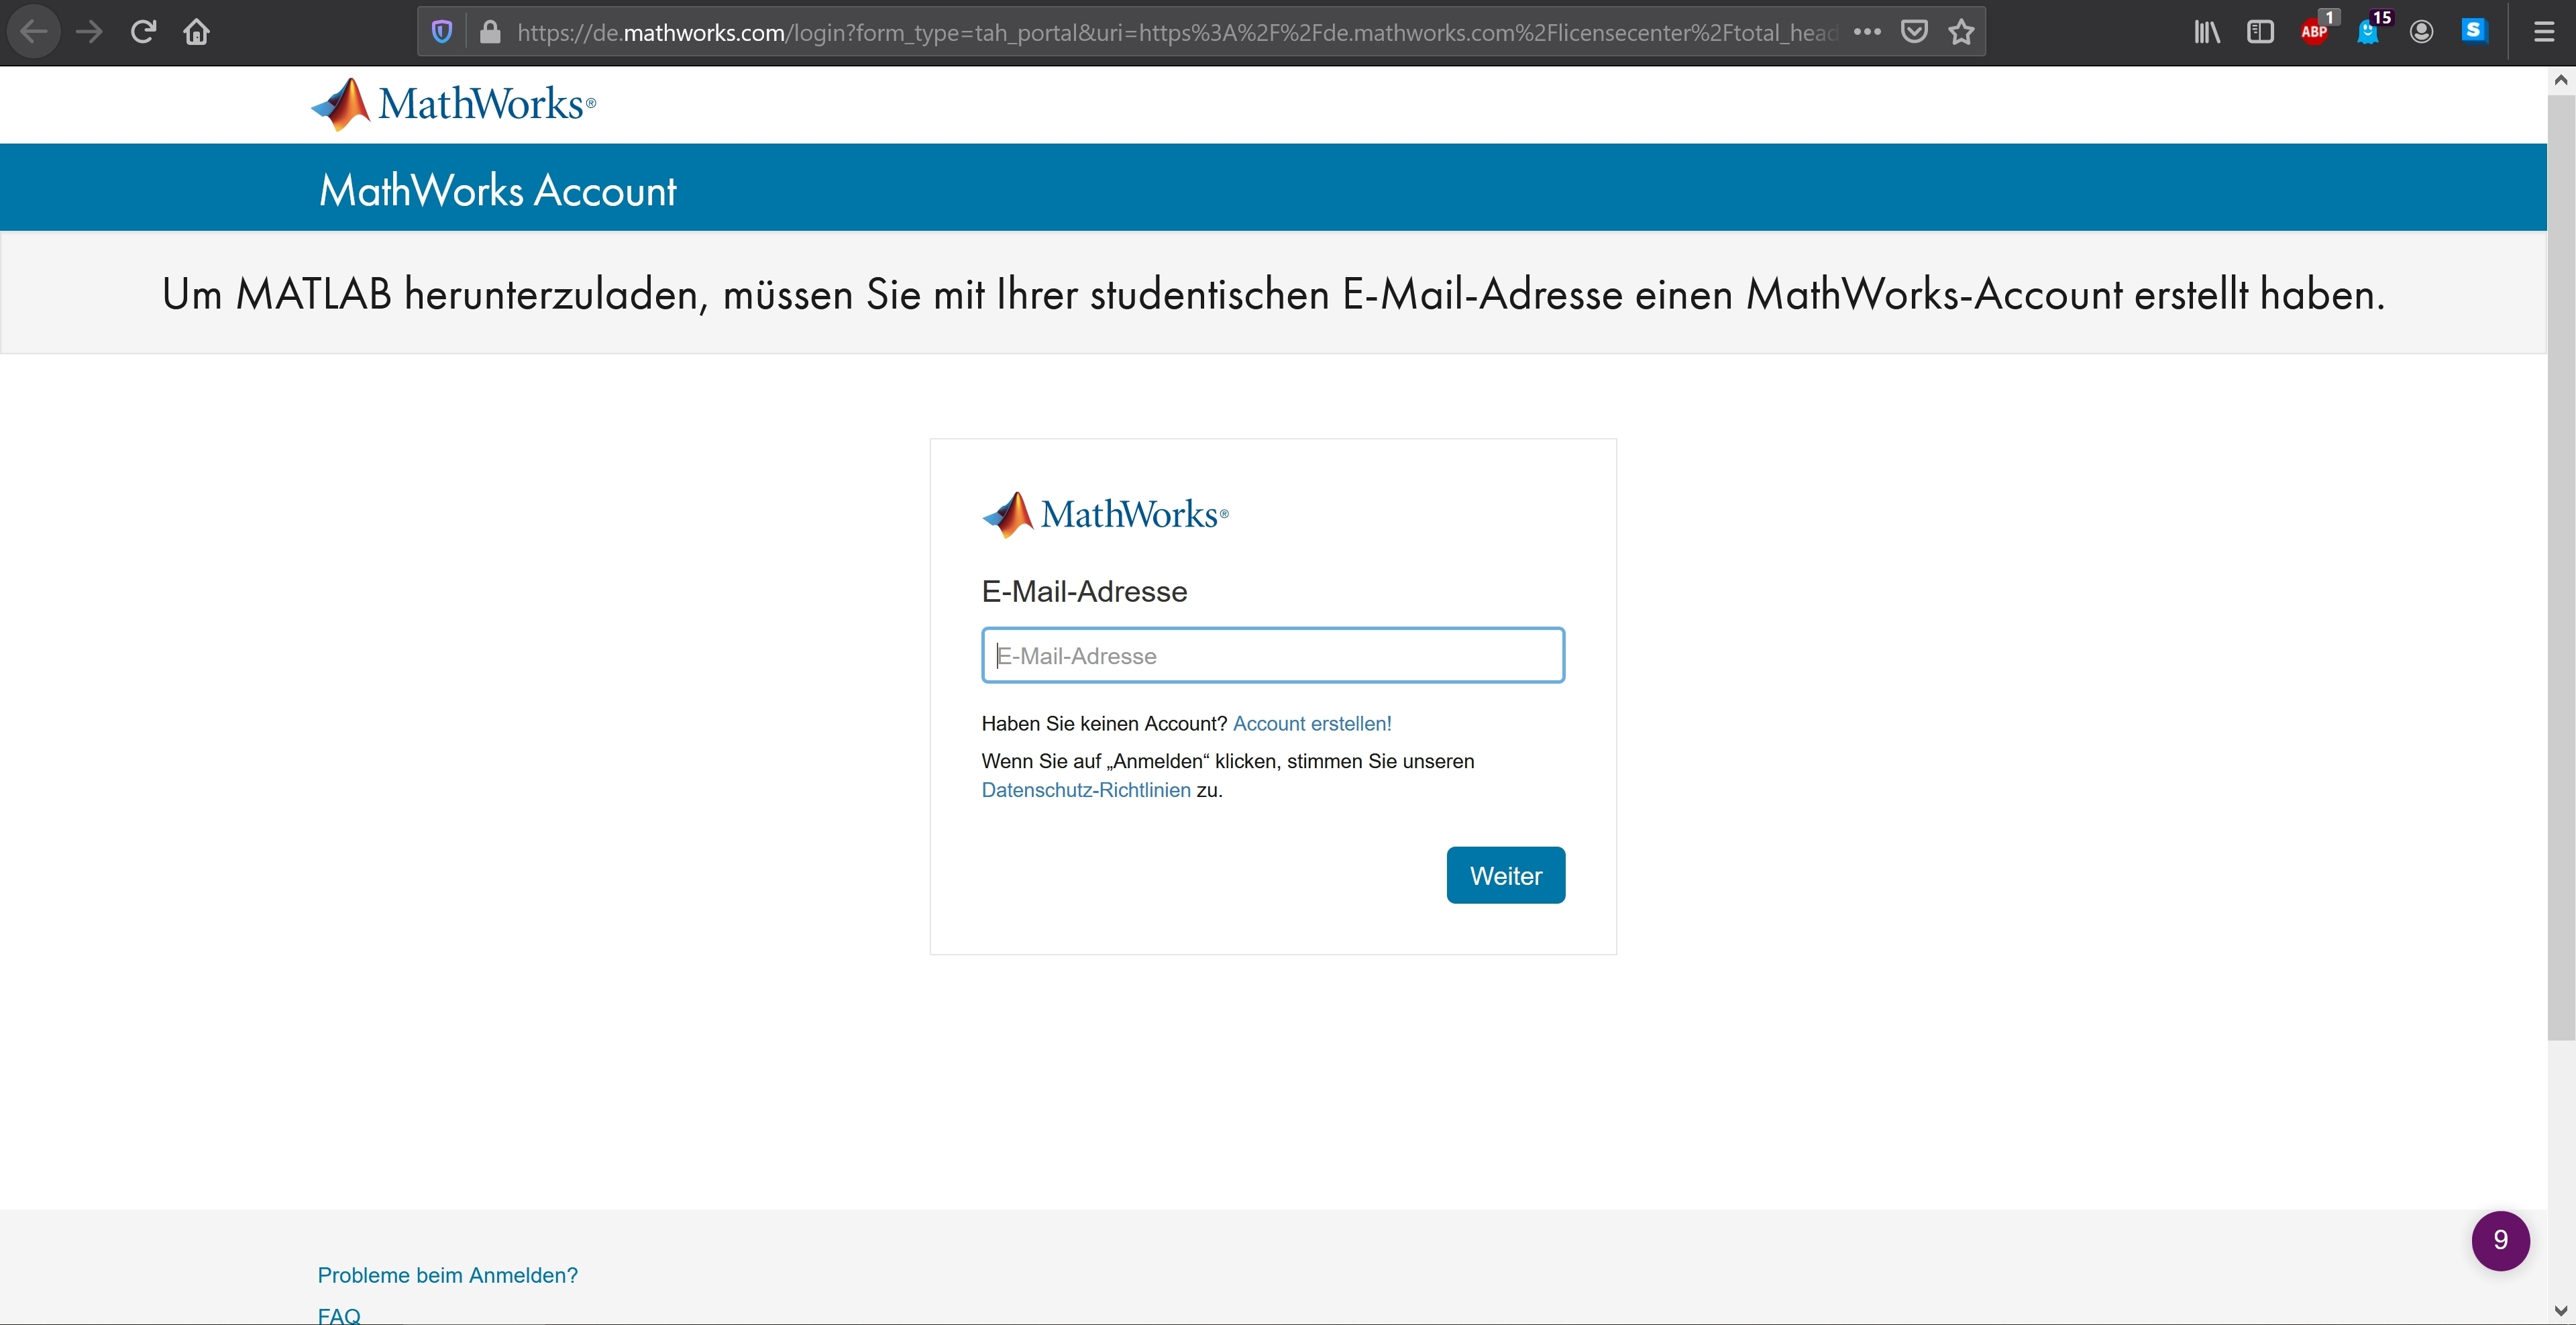 https://de.mathworks.com/login?form_type=tah_portal&uri=https%3A%2F%2Fde.mathworks.com%2Flicensecenter%2Ftotal_head
ABP
1
15
S
MathWorks®
MathWorks Account
Um MATLAB herunterzuladen, müssen Sie mit Ihrer studentischen E-Mail-Adresse einen MathWorks-Account erstellt haben.
MathWorks®
E-Mail-Adresse
E-Mail-Adresse
Haben Sie keinen Account? Account erstellen!
Wenn Sie auf „Anmelden“ klicken, stimmen Sie unseren
Datenschutz-Richtlinien zu.
Weiter
9
Probleme beim Anmelden?
FAQ